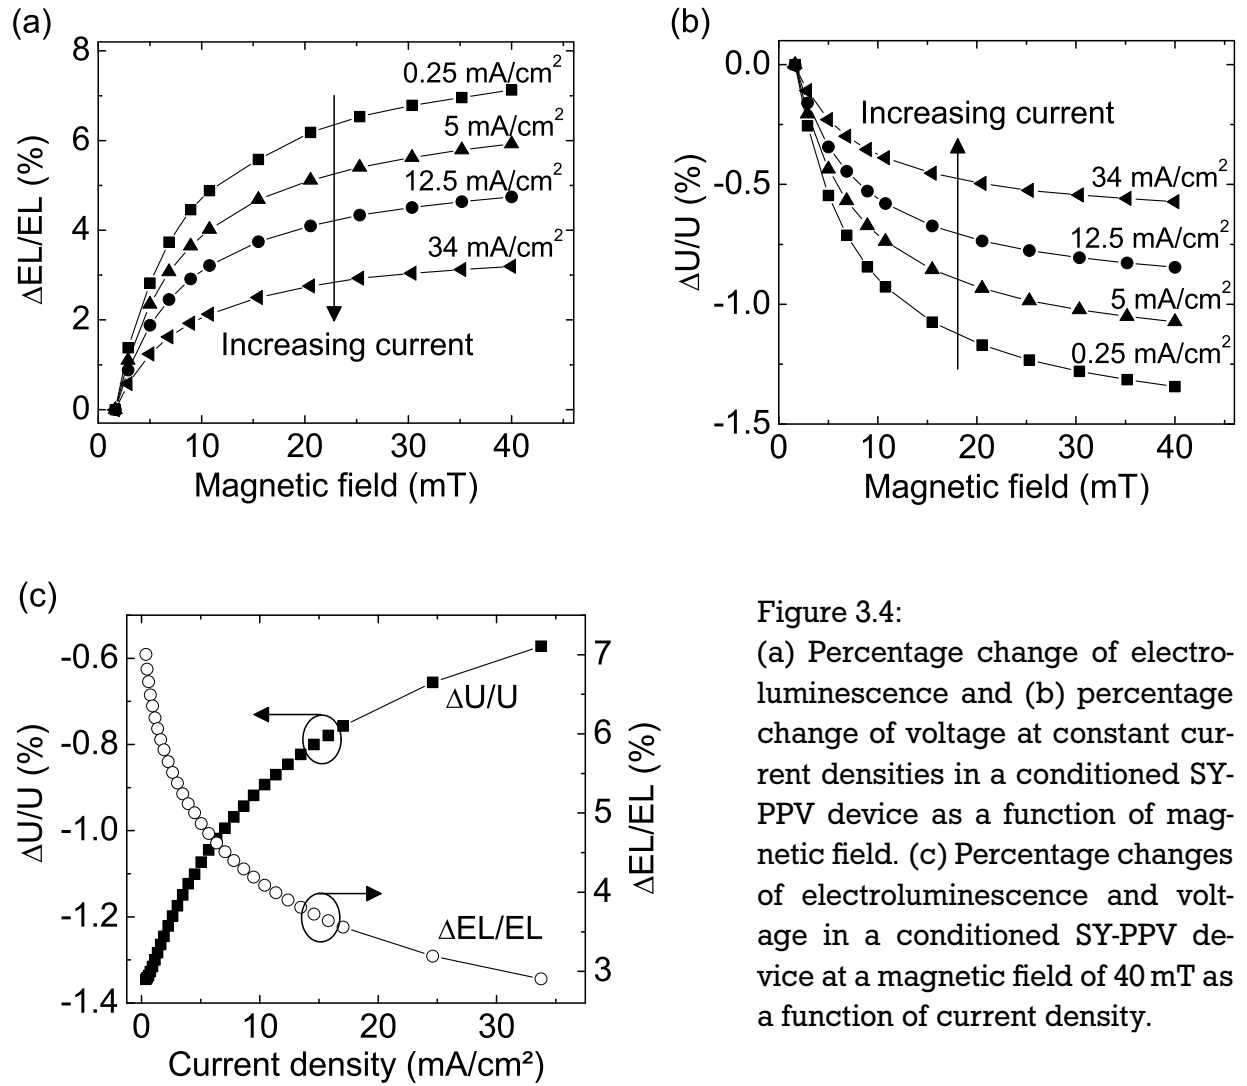 (a)
8
6
4
2
0
ΔEL/EL (%)
0.25 mA/cm²
5 mA/cm²
12.5 mA/cm²
34 mA/cm²
Increasing current
0 10 20 30 40
Magnetic field (mT)
(b)
0.0
-0.5
-1.0
-1.5
ΔU/U (%)
Increasing current
34 mA/cm²
12.5 mA/cm²
5 mA/cm²
0.25 mA/cm²
0 10 20 30 40
Magnetic field (mT)
(c)
-0.6
-0.8
-1.0
-1.2
-1.4
ΔU/U (%)
ΔU/U
ΔEL/EL
7
6
5
4
3
ΔEL/EL (%)
0 10 20 30
Current density (mA/cm²)
Figure 3.4:
(a) Percentage change of electro-
luminescence and (b) percentage
change of voltage at constant cur-
rent densities in a conditioned SY-
PPV device as a function of mag-
netic field. (c) Percentage changes
of electroluminescence and volt-
age in a conditioned SY-PPV de-
vice at a magnetic field of 40 mT as
a function of current density.